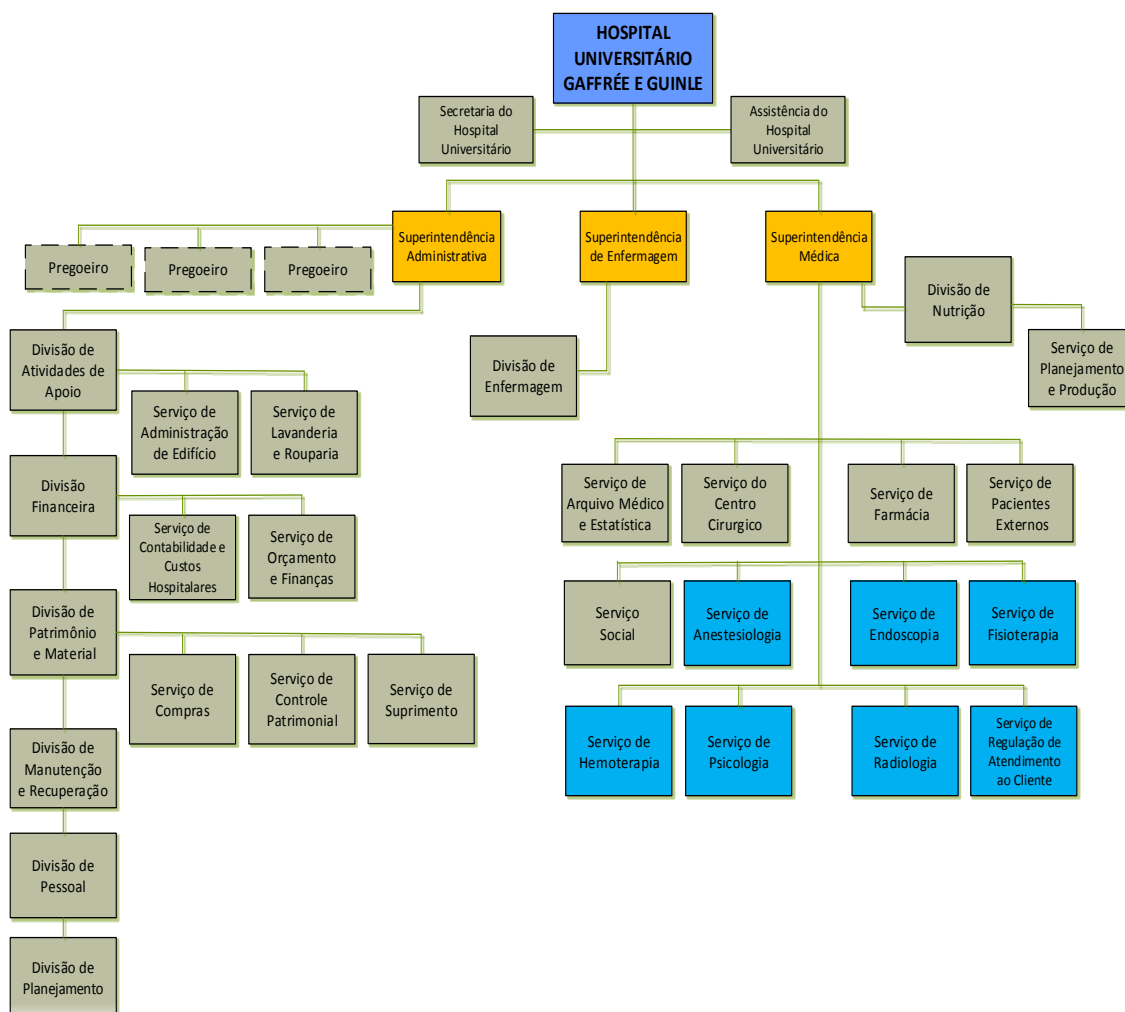 HOSPITAL
UNIVERSITÁRIO
GAFFRÉE E GUINLE
Secretaria do
Hospital
Universitário
Assistência do
Hospital
Universitário
Superintendência
Administrativa
Superintendência
de Enfermagem
Superintendência
Médica
Pregoeiro
Pregoeiro
Pregoeiro
Divisão de
Nutrição
Serviço de
Planejamento
e Produção
Divisão de
Atividades de
Apoio
Serviço de
Administração
de Edifício
Serviço de
Lavanderia
e Rouparia
Divisão de
Enfermagem
Divisão
Financeira
Serviço de
Contabilidade e
Custos
Hospitalares
Serviço de
Orçamento
e Finanças
Serviço de
Arquivo Médico
e Estatística
Serviço do
Centro
Cirurgico
Serviço de
Farmácia
Serviço de
Pacientes
Externos
Divisão de
Patrimônio
e Material
Serviço de
Compras
Serviço de
Controle
Patrimonial
Serviço de
Suprimento
Serviço
Social
Serviço de
Anestesiologia
Serviço de
Endoscopia
Serviço de
Fisioterapia
Divisão de
Manutenção
e Recuperação
Serviço de
Hemoterapia
Serviço de
Psicologia
Serviço de
Radiologia
Serviço de
Regulação de
Atendimento
ao Cliente
Divisão de
Pessoal
Divisão de
Planejamento